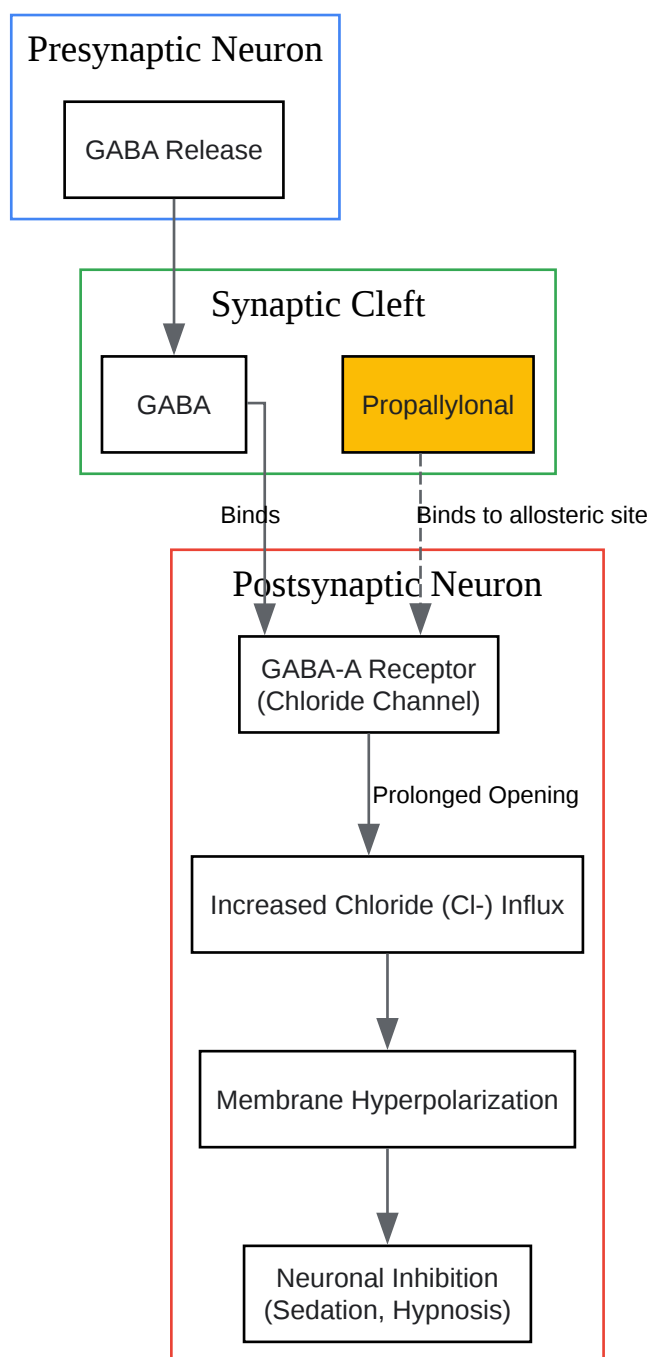 Presynaptic Neuron
GABA Release
Synaptic Cleft
GABA
Propallylonal
Binds
Binds to allosteric site
Postsynaptic Neuron
GABA-A Receptor
(Chloride Channel)
Prolonged Opening
Increased Chloride (Cl-) Influx
Membrane Hyperpolarization
Neuronal Inhibition
(Sedation, Hypnosis)